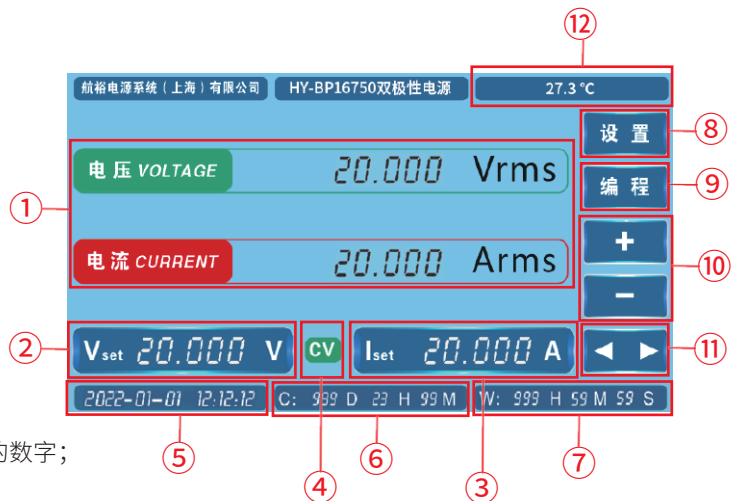 ⑫
航裕电源系统（上海）有限公司 HY-BP16750双极性电源 27.3℃
设 置 ⑧
电压 VOLTAGE 20.000 Vrms
编 程 ⑨
①
电流 CURRENT 20.000 Arms
+
− ⑩
② Vset 20.000 V CV Iset 20.000 A ◀ ▶ ⑪
2022-01-01 12:12:12 C: 999 D 23 H 99 M W: 999 H 59 M 59 S
的数字；
⑤ ④ ⑥ ③ ⑦